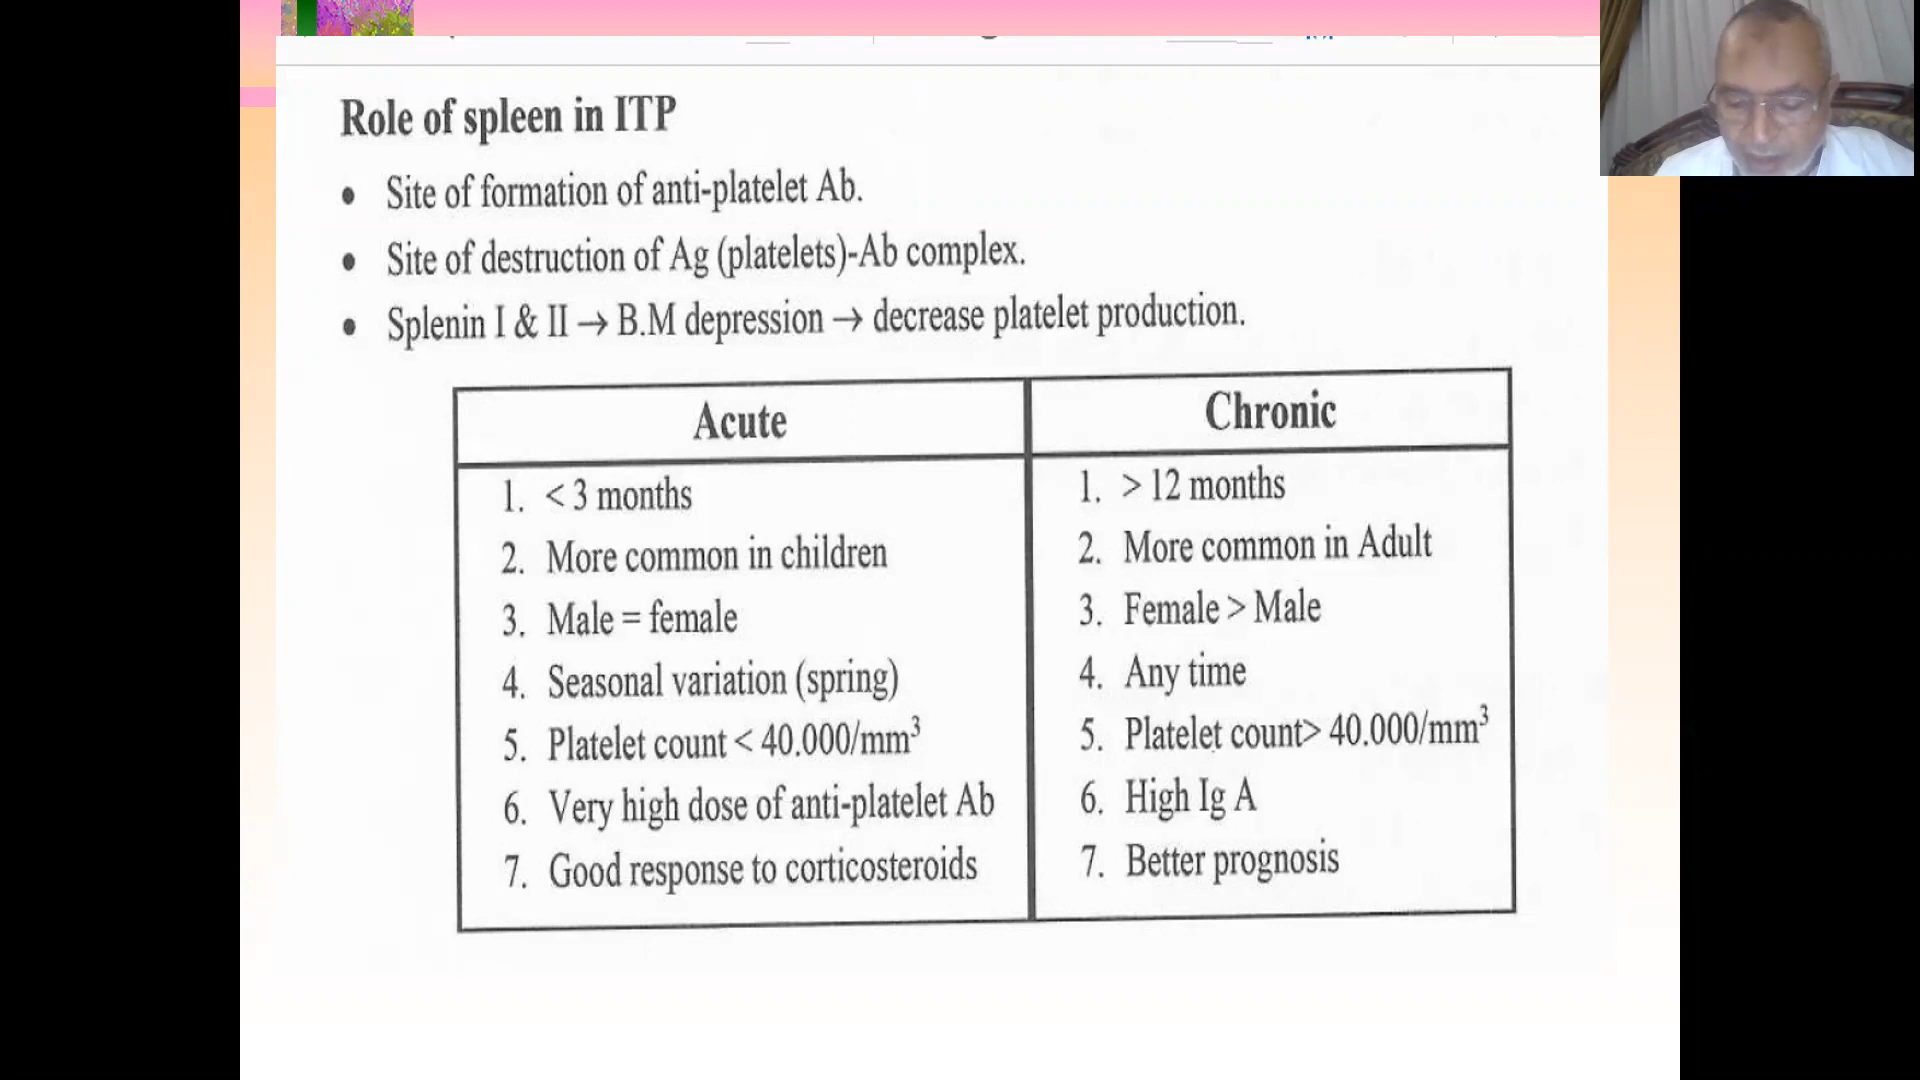 Role of spleen in ITP
• Site of formation of anti-platelet Ab.
• Site of destruction of Ag (platelets)-Ab complex.
• Splenin I & II → B.M depression → decrease platelet production.
Acute
1. < 3 months
2. More common in children
3. Male = female
4. Seasonal variation (spring)
5. Platelet count < 40.000/mm³
6. Very high dose of anti-platelet Ab
7. Good response to corticosteroids
Chronic
1. > 12 months
2. More common in Adult
3. Female > Male
4. Any time
5. Platelet count> 40.000/mm³
6. High Ig A
7. Better prognosis